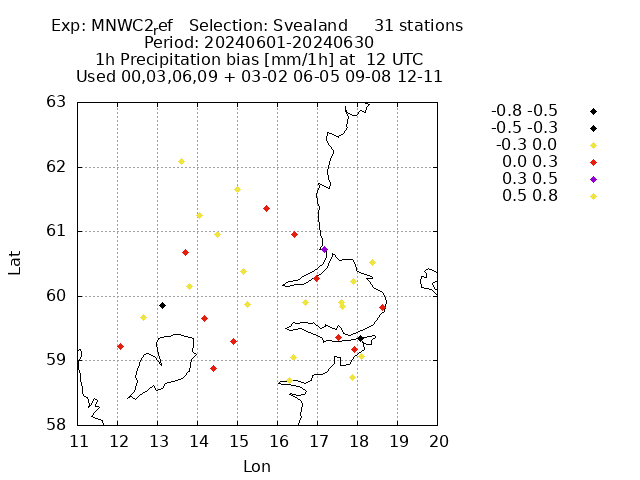 Exp: MNWC2_ref   Selection: Svealand     31 stations
Period: 20240601-20240630
1h Precipitation bias [mm/1h] at  12 UTC
Used 00,03,06,09 + 03-02 06-05 09-08 12-11
-0.8 -0.5
-0.5 -0.3
-0.3 0.0
0.0 0.3
0.3 0.5
0.5 0.8
63
62
61
60
59
58
Lat
11 12 13 14 15 16 17 18 19 20
Lon